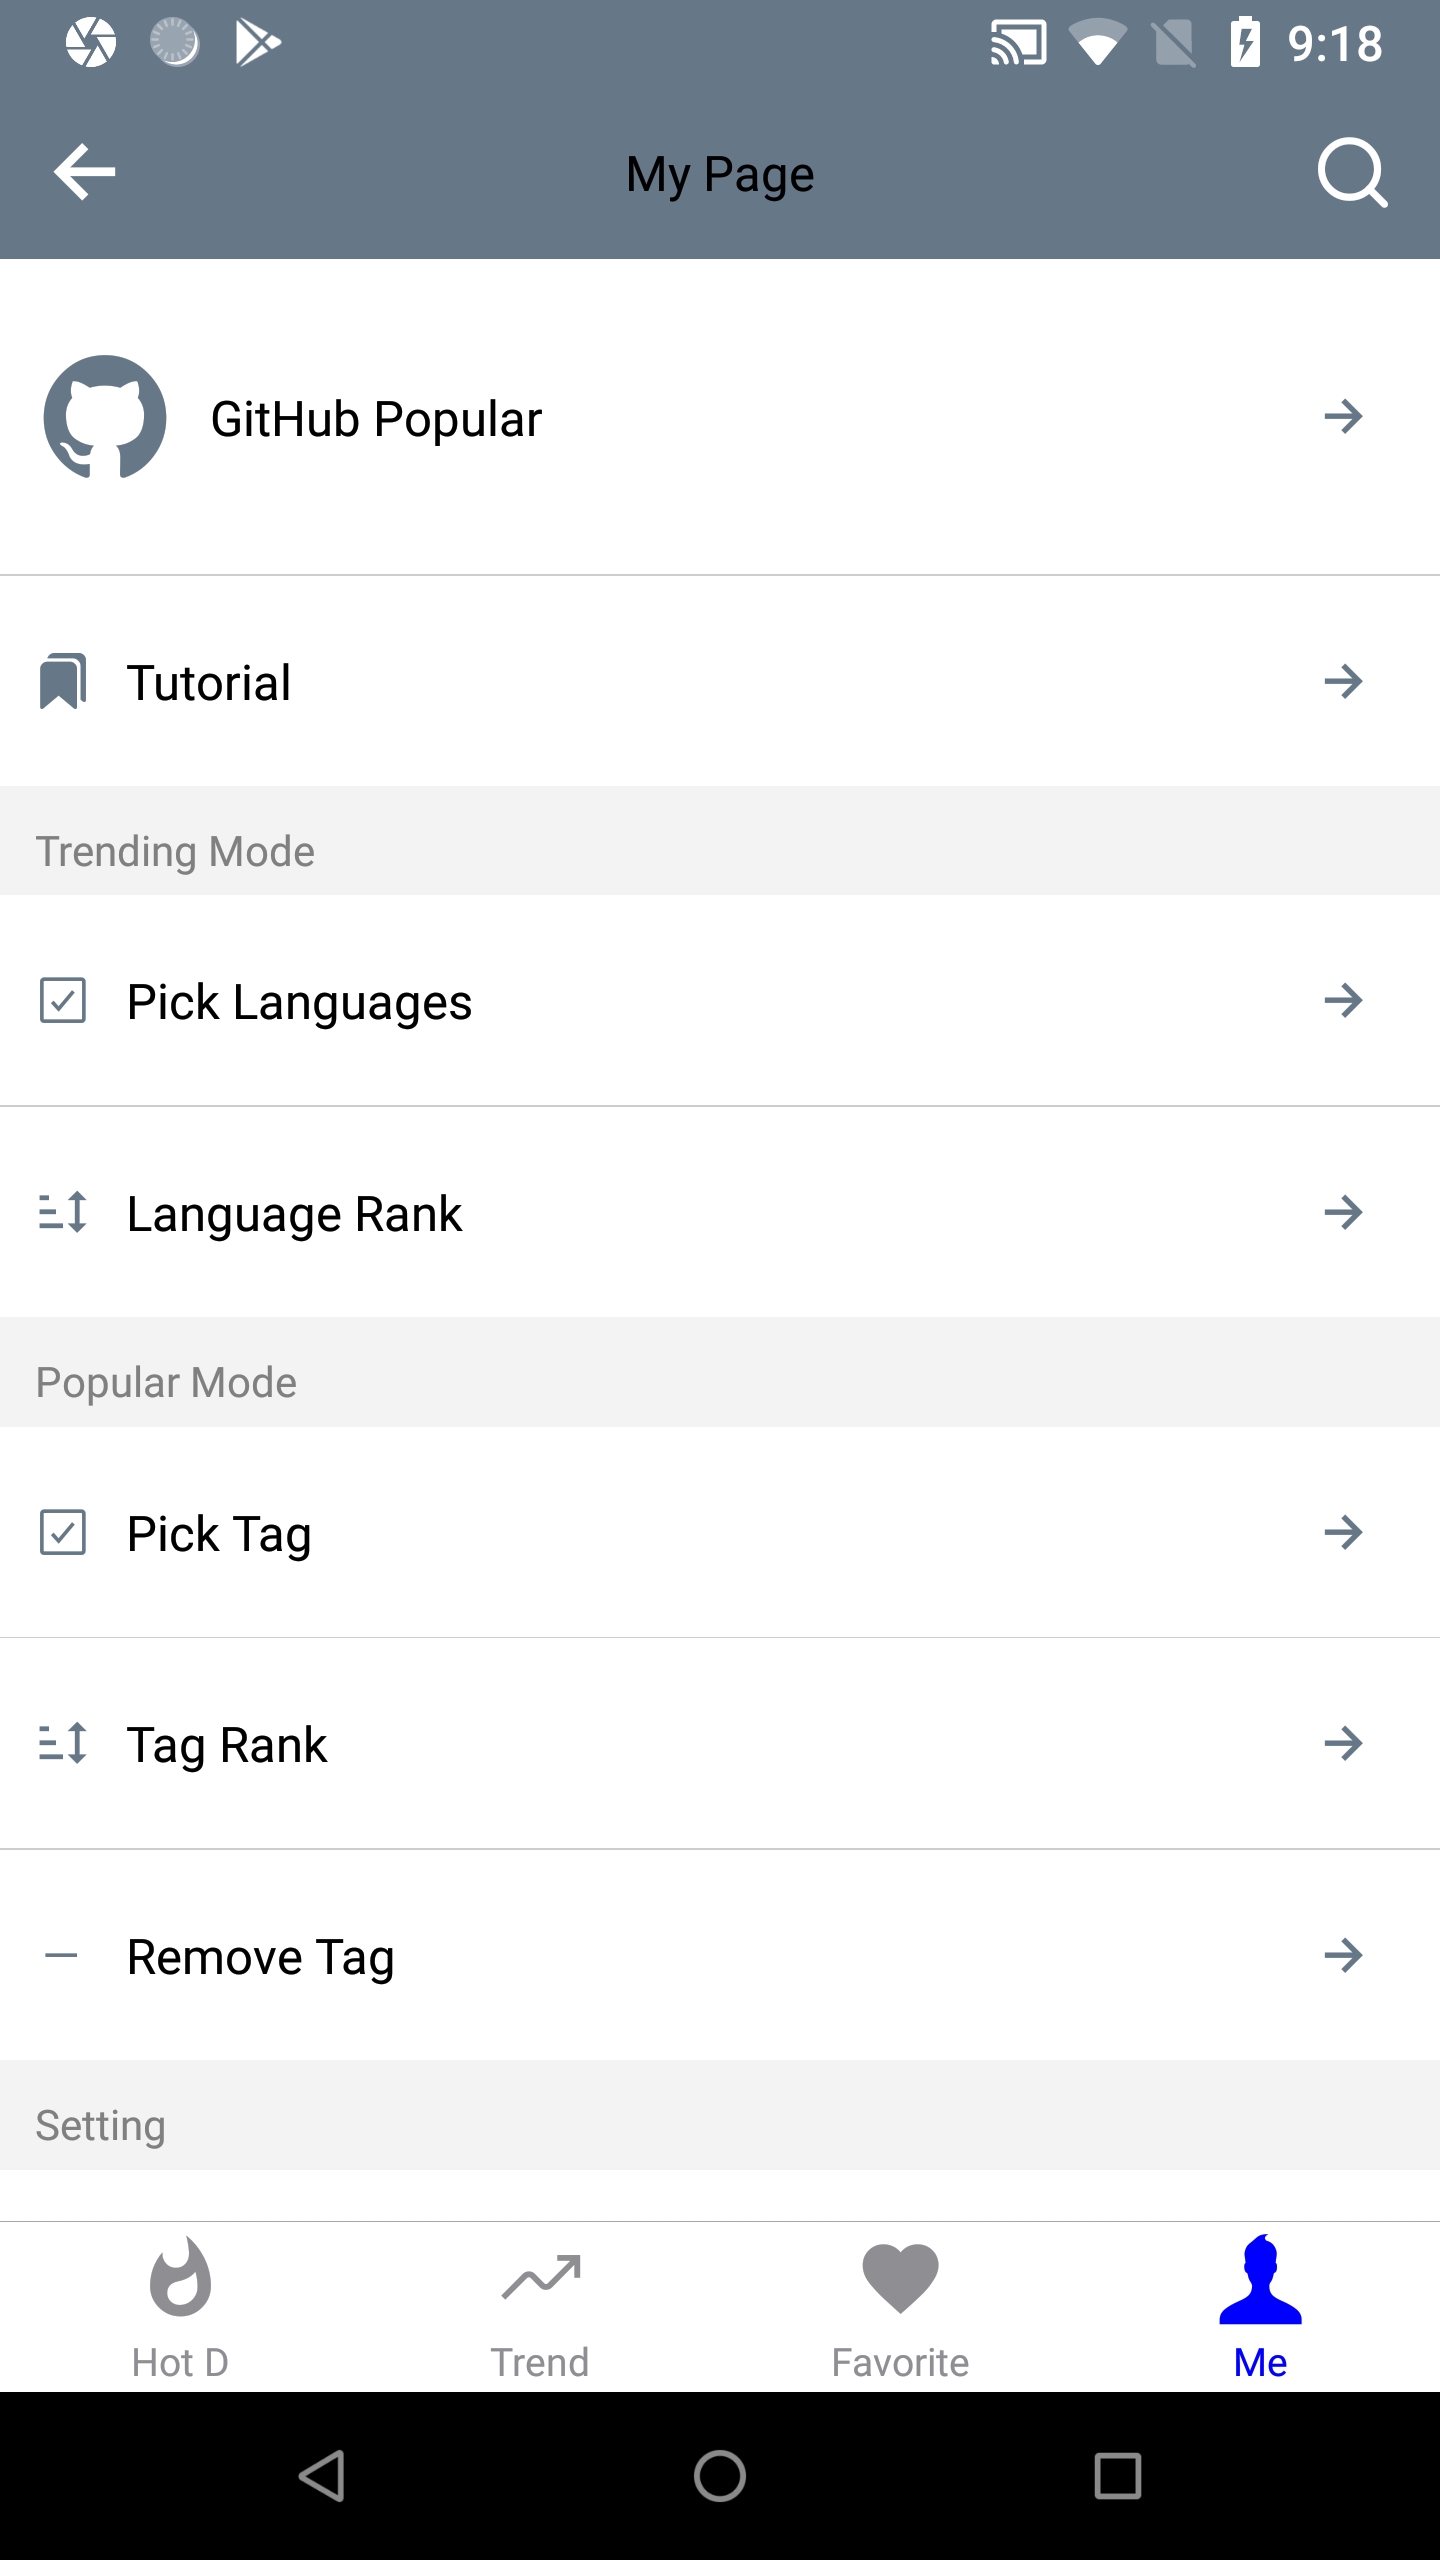 9:18
My Page
GitHub Popular
Tutorial
Trending Mode
Pick Languages
Language Rank
Popular Mode
Pick Tag
Tag Rank
Remove Tag
Setting
Hot D
Trend
Favorite
Me